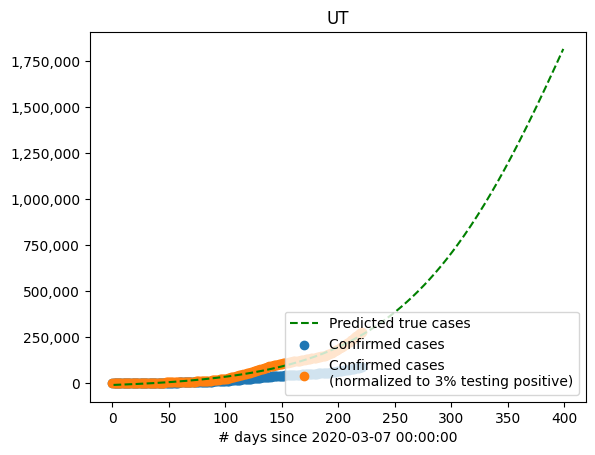 UT
1,750,000
1,500,000
1,250,000
1,000,000
750,000
500,000
250,000
0
Predicted true cases
Confirmed cases
Confirmed cases
(normalized to 3% testing positive)
0 50 100 150 200 250 300 350 400
# days since 2020-03-07 00:00:00